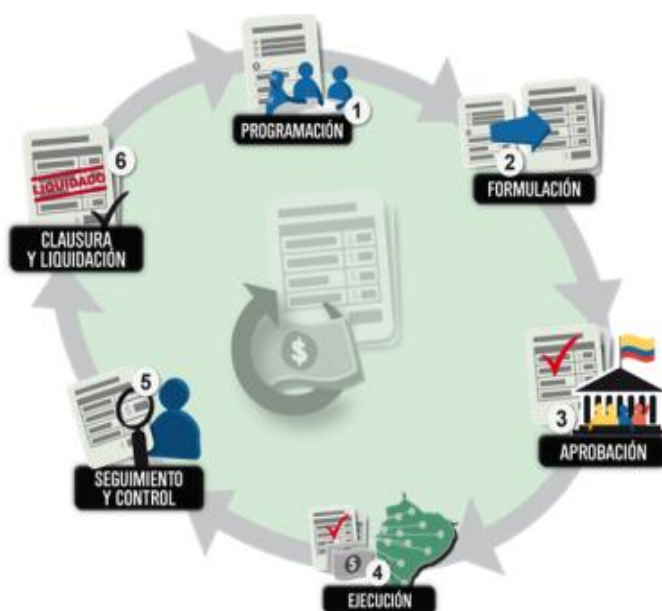 1
PROGRAMACIÓN
2
FORMULACIÓN
3
APROBACIÓN
4
EJECUCIÓN
5
SEGUIMIENTO
Y CONTROL
6
LIQUIDADO
CLAUSURA
Y LIQUIDACIÓN
$
$
$